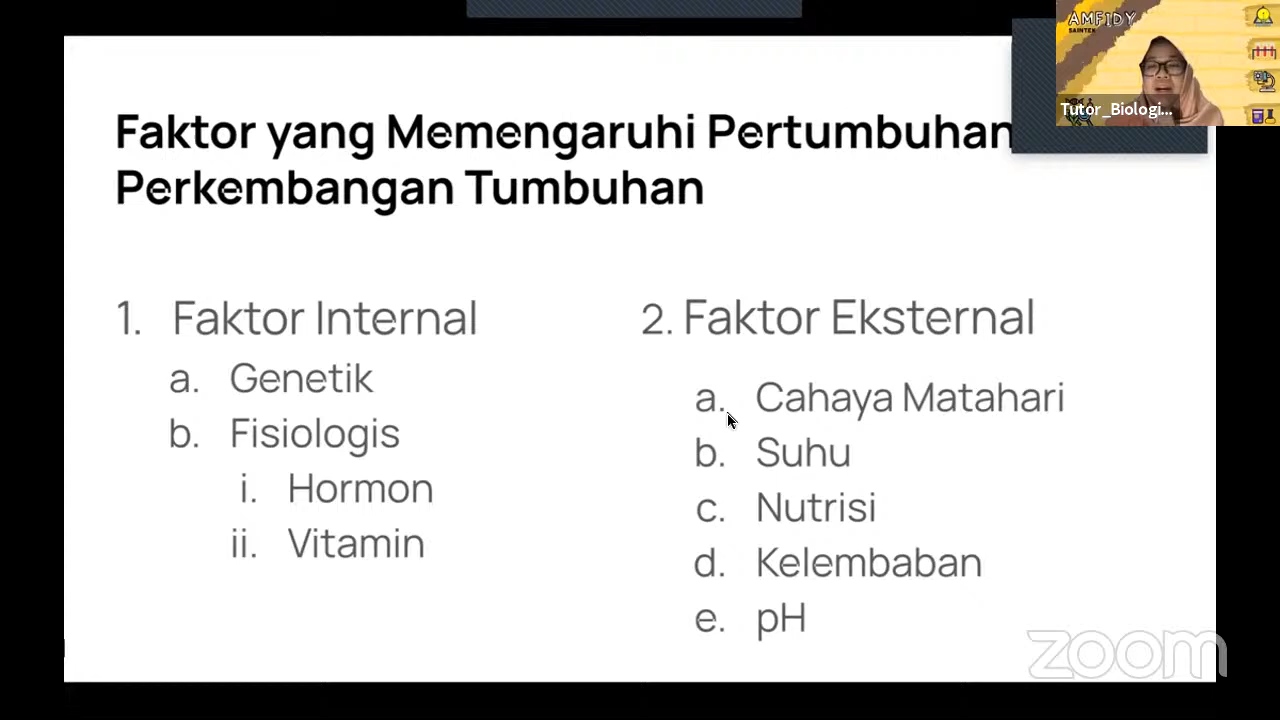 AMFIDY
SAINTEK
Tutor_Biologi...
Faktor yang Memengaruhi Pertumbuhan
Perkembangan Tumbuhan
1. Faktor Internal
a. Genetik
b. Fisiologis
i. Hormon
ii. Vitamin
2. Faktor Eksternal
a. Cahaya Matahari
b. Suhu
c. Nutrisi
d. Kelembaban
e. pH
zoom